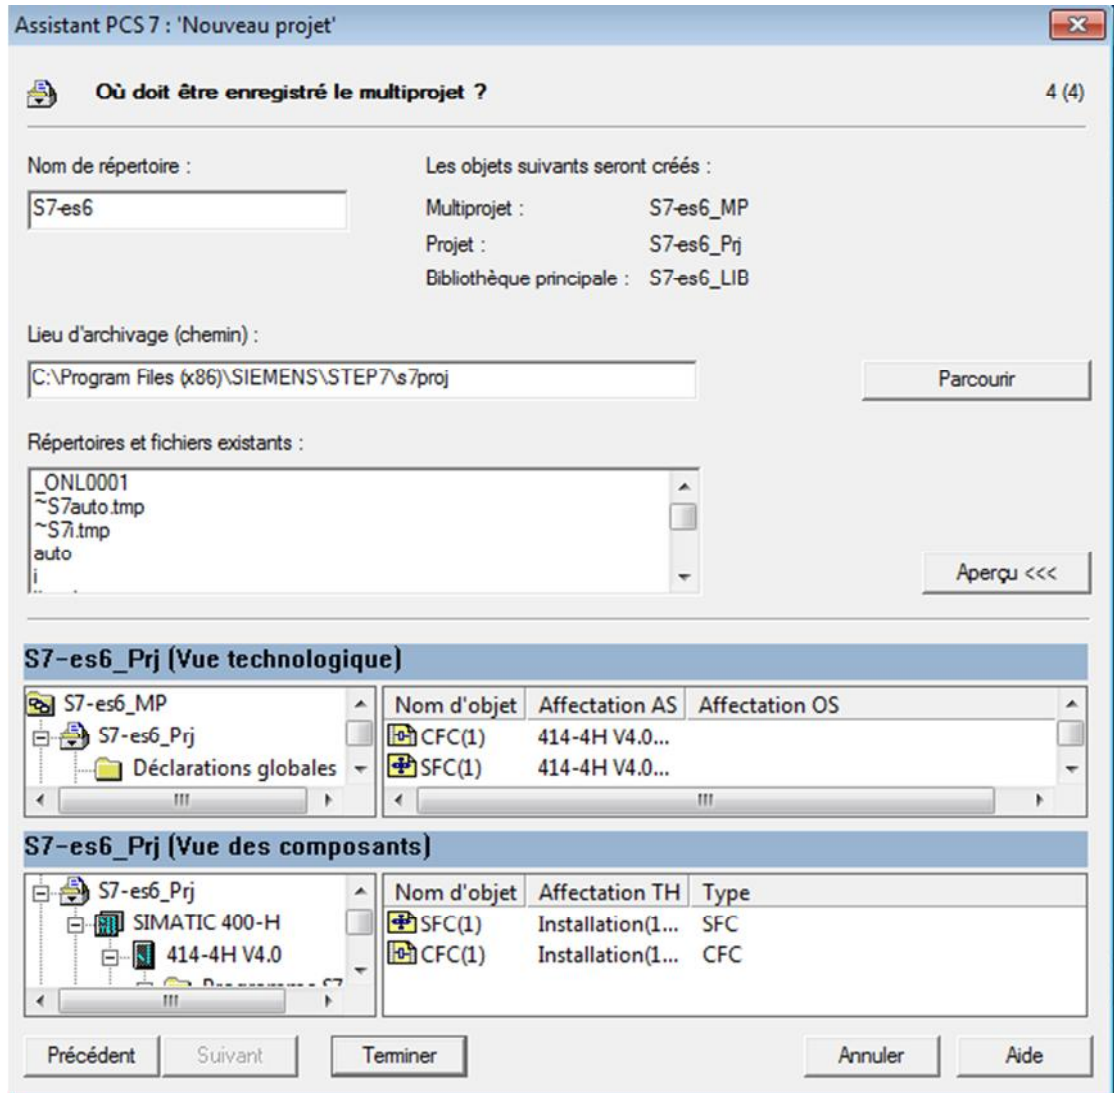 Assistant PCS 7 : 'Nouveau projet'
Où doit être enregistré le multiprojet ?
4 (4)
Nom de répertoire :
S7-es6
Les objets suivants seront créés :
Multiprojet : S7-es6_MP
Projet : S7-es6_Prj
Bibliothèque principale : S7-es6_LIB
Lieu d'archivage (chemin) :
C:\Program Files (x86)\SIEMENS\STEP7\s7proj
Parcourir
Répertoires et fichiers existants :
_ONL0001
~S7auto.tmp
~S7i.tmp
auto
i
Aperçu <<<
S7-es6_Prj (Vue technologique)
S7-es6_MP
S7-es6_Prj
Déclarations globales
Nom d'objet Affectation AS Affectation OS
CFC(1) 414-4H V4.0...
SFC(1) 414-4H V4.0...
S7-es6_Prj (Vue des composants)
S7-es6_Prj
SIMATIC 400-H
414-4H V4.0
Nom d'objet Affectation TH Type
SFC(1) Installation(1... SFC
CFC(1) Installation(1... CFC
Précédent Suivant Terminer Annuler Aide